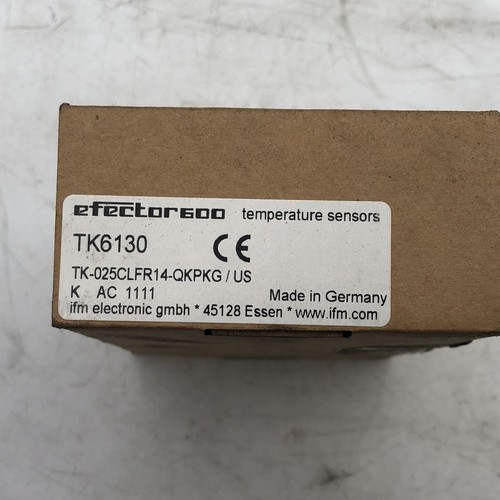 efector600 temperature sensors
TK6130 CE
TK-025CLFR14-QKPKG / US
K AC 1111 Made in Germany
ifm electronic gmbh * 45128 Essen * www.ifm.com